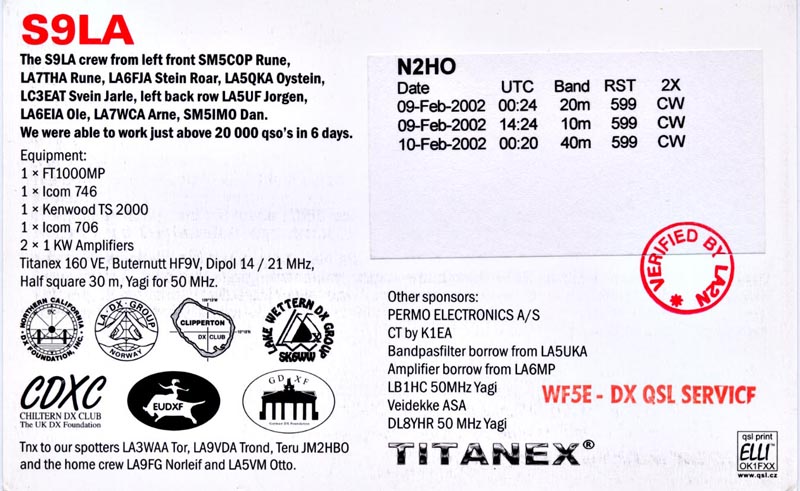 S9LA
The S9LA crew from left front SM5COP Rune,
LA7THA Rune, LA6FJA Stein Roar, LA5QKA Oystein,
LC3EAT Svein Jarle, left back row LA5UF Jorgen,
LA6EIA Ole, LA7WCA Arne, SM5IMO Dan.
We were able to work just above 20 000 qso's in 6 days.
Equipment:
1 × FT1000MP
1 × Icom 746
1 × Kenwood TS 2000
1 × Icom 706
2 × 1 KW Amplifiers
Titanex 160 VE, Buternut HF9V, Dipol 14 / 21 MHz,
Half square 30 m, Yagi for 50 MHz.
N2HO
Date UTC Band RST 2X
09-Feb-2002 00:24 20m 599 CW
09-Feb-2002 14:24 10m 599 CW
10-Feb-2002 00:20 40m 599 CW
VERIFIED BY LA2N
NORTHERN CALIFORNIA
DX FOUNDATION, INC.
LA · DX · GROUP
NORWAY
CLIPPERTON
DX CLUB
LAKE WETTERN DX GROUP
SK6WW
CDXC
CHILTERN DX CLUB
The UK DX Foundation
EUDXF
GDXF
German DX Foundation
Tnx to our spotters LA3WAA Tor, LA9VDA Trond, Teru JM2HBO
and the home crew LA9FG Norleif and LA5VM Otto.
Other sponsors:
PERMO ELECTRONICS A/S
CT by K1EA
Bandpasfilter borrow from LA5UKA
Amplifier borrow from LA6MP
LB1HC 50MHz Yagi
Veidekke ASA
DL8YHR 50 MHz Yagi
WF5E - DX QSL SERVICE
TITANEX®
qsl print
ELLI
OK1FXX
www.qsl.cz